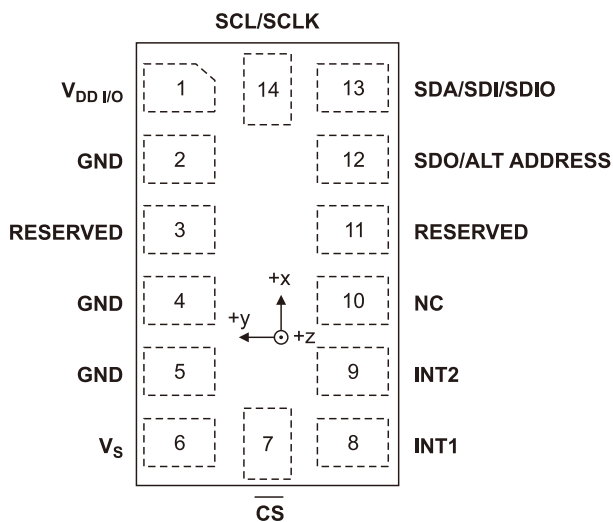 SCL/SCLK
V_DD I/O 1 14 13 SDA/SDI/SDIO
GND 2 12 SDO/ALT ADDRESS
RESERVED 3 11 RESERVED
+x
GND 4 10 NC
+y +z
GND 5 9 INT2
V_S 6 7 8 INT1
C̅S̅